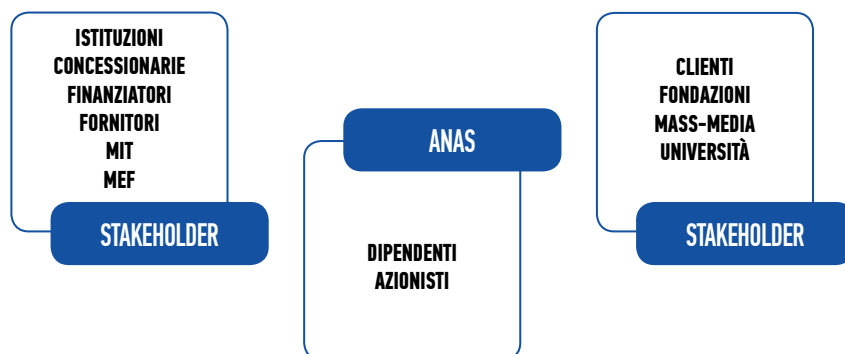 ISTITUZIONI
CONCESSIONARIE
FINANZIATORI
FORNITORI
MIT
MEF
STAKEHOLDER
ANAS
DIPENDENTI
AZIONISTI
CLIENTI
FONDAZIONI
MASS-MEDIA
UNIVERSITÀ
STAKEHOLDER